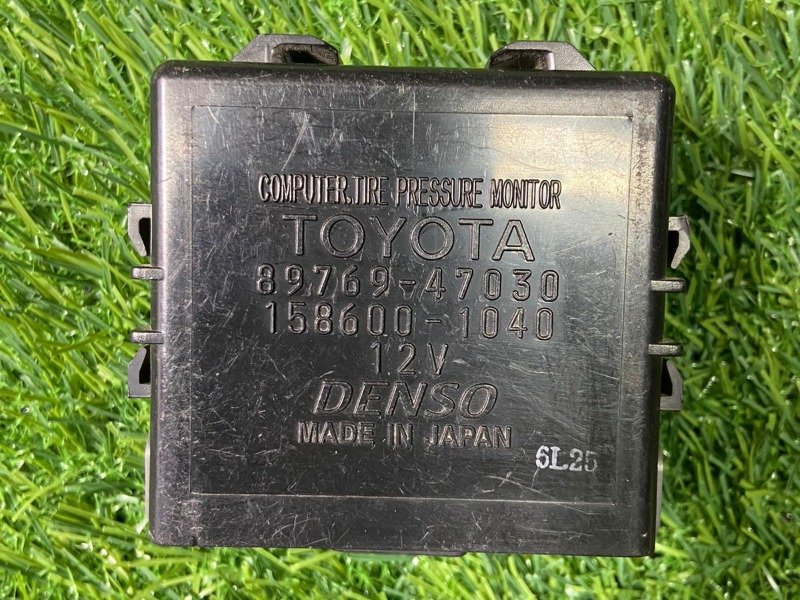 COMPUTER.TIRE PRESSURE MONITOR
TOYOTA
89769-47030
158600-1040
12V
DENSO
MADE IN JAPAN
6L25